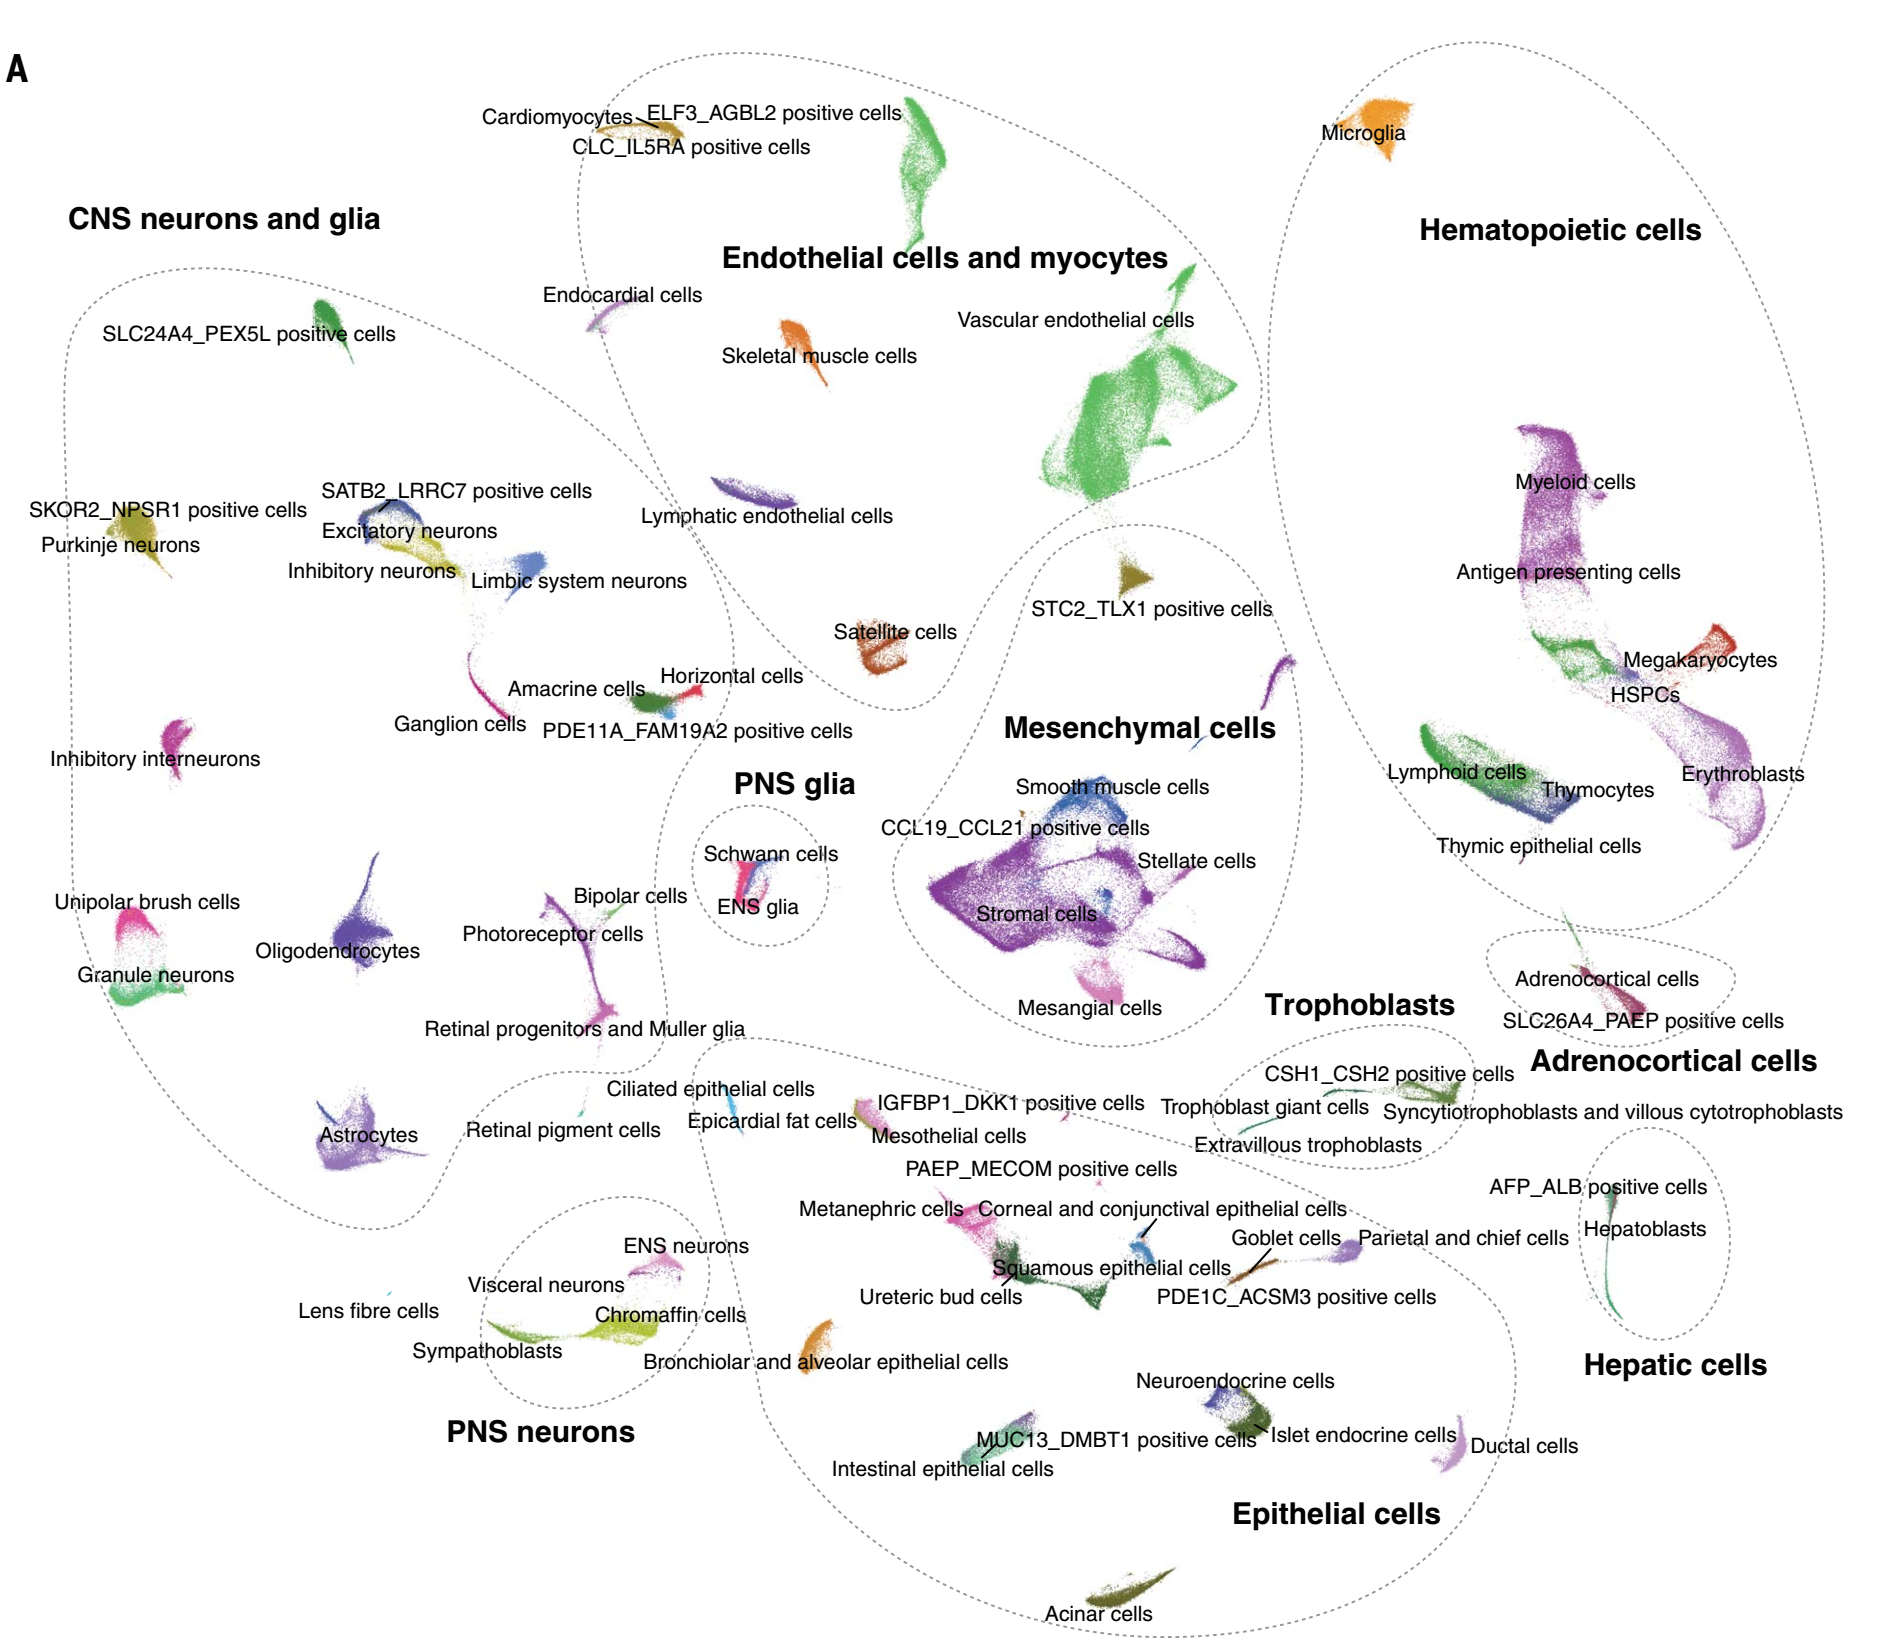 A
Cardiomyocytes
ELF3_AGBL2 positive cells
CLC_IL5RA positive cells
Microglia
CNS neurons and glia
Hematopoietic cells
Endothelial cells and myocytes
Endocardial cells
Vascular endothelial cells
SLC24A4_PEX5L positive cells
Skeletal muscle cells
Myeloid cells
SATB2_LRRC7 positive cells
SKOR2_NPSR1 positive cells
Lymphatic endothelial cells
Excitatory neurons
Purkinje neurons
Inhibitory neurons
Limbic system neurons
Antigen presenting cells
STC2_TLX1 positive cells
Satellite cells
Megakaryocytes
Horizontal cells
Amacrine cells
HSPCs
Ganglion cells
PDE11A_FAM19A2 positive cells
Mesenchymal cells
Inhibitory interneurons
Lymphoid cells
Erythroblasts
PNS glia
Smooth muscle cells
Thymocytes
CCL19_CCL21 positive cells
Thymic epithelial cells
Schwann cells
Stellate cells
Bipolar cells
Unipolar brush cells
ENS glia
Stromal cells
Photoreceptor cells
Oligodendrocytes
Granule neurons
Adrenocortical cells
Mesangial cells
Trophoblasts
SLC26A4_PAEP positive cells
Retinal progenitors and Muller glia
Adrenocortical cells
CSH1_CSH2 positive cells
Ciliated epithelial cells
IGFBP1_DKK1 positive cells
Trophoblast giant cells
Syncytiotrophoblasts and villous cytotrophoblasts
Epicardial fat cells
Retinal pigment cells
Astrocytes
Mesothelial cells
Extravillous trophoblasts
PAEP_MECOM positive cells
AFP_ALB positive cells
Metanephric cells
Corneal and conjunctival epithelial cells
Hepatoblasts
Goblet cells
Parietal and chief cells
ENS neurons
Squamous epithelial cells
Visceral neurons
Ureteric bud cells
PDE1C_ACSM3 positive cells
Lens fibre cells
Chromaffin cells
Sympathoblasts
Bronchiolar and alveolar epithelial cells
Hepatic cells
Neuroendocrine cells
PNS neurons
MUC13_DMBT1 positive cells
Islet endocrine cells
Ductal cells
Intestinal epithelial cells
Epithelial cells
Acinar cells